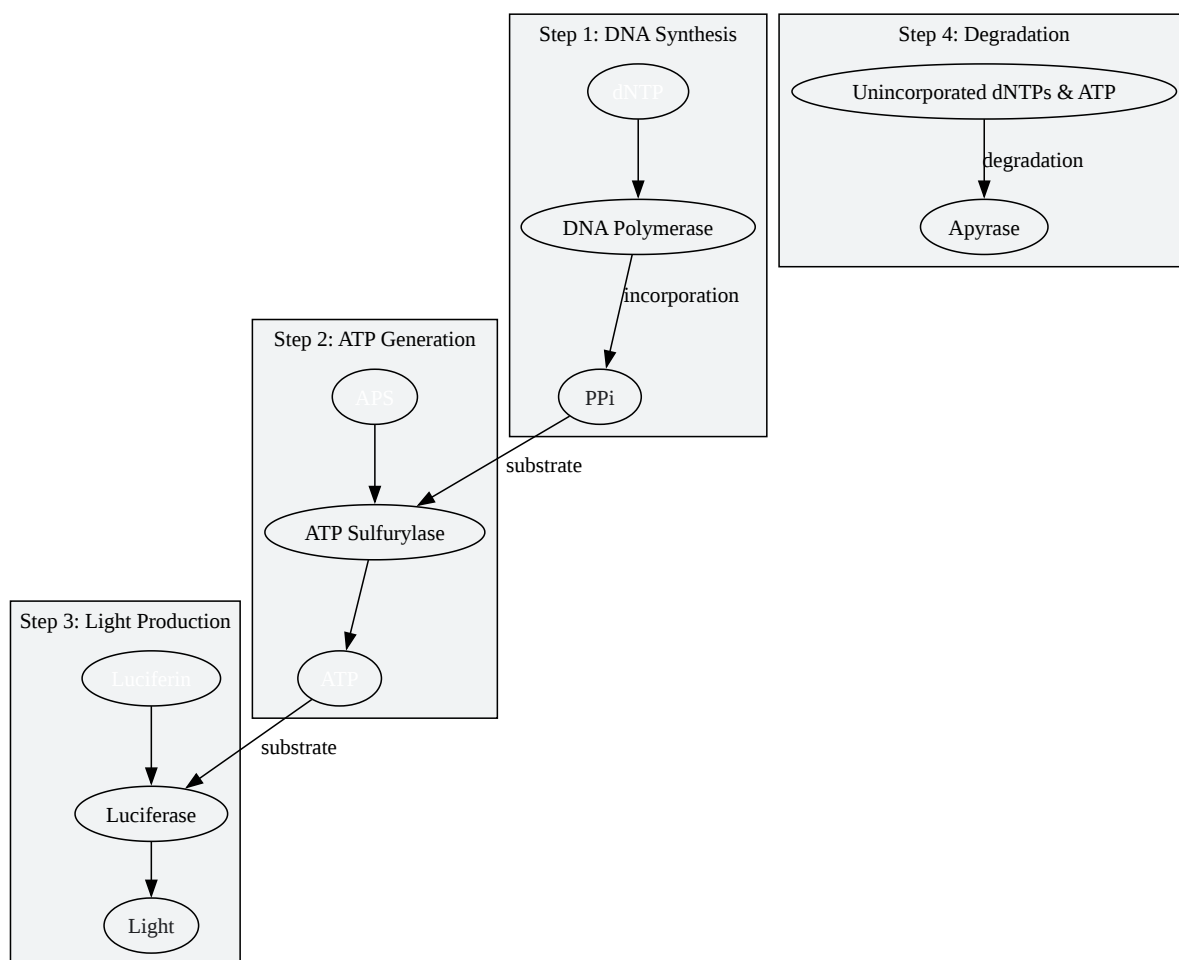 Step 1: DNA Synthesis
dNTP
DNA Polymerase
incorporation
PPi
Step 4: Degradation
Unincorporated dNTPs & ATP
degradation
Apyrase
Step 2: ATP Generation
APS
substrate
ATP Sulfurylase
ATP
Step 3: Light Production
Luciferin
substrate
Luciferase
Light